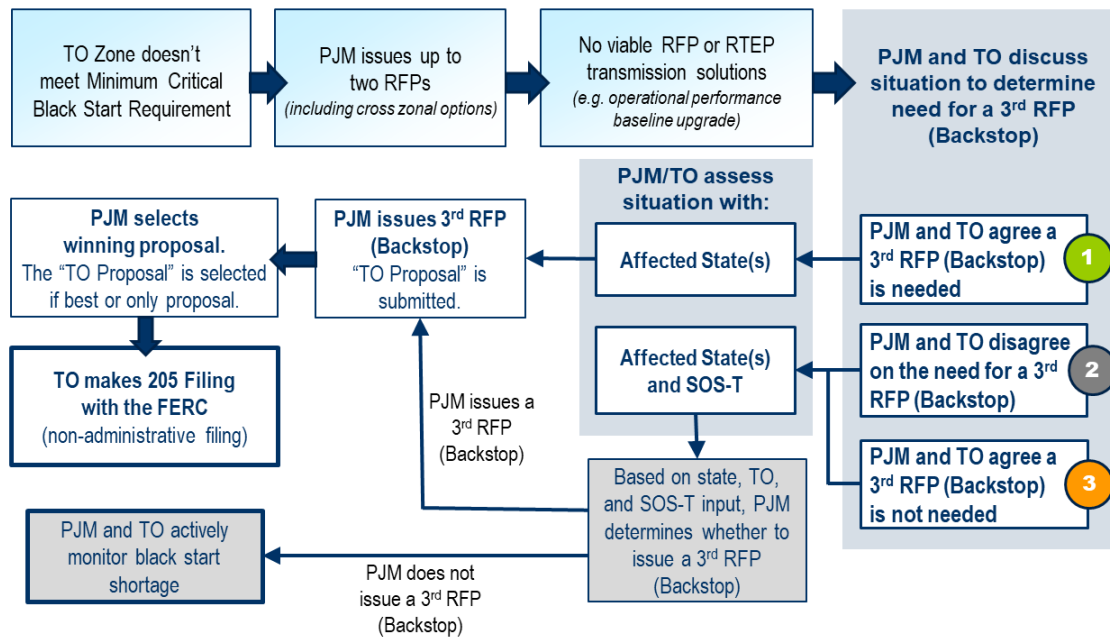 TO Zone doesn't
meet Minimum Critical
Black Start Requirement
PJM issues up to
two RFPs
(including cross zonal options)
No viable RFP or RTEP
transmission solutions
(e.g. operational performance
baseline upgrade)
PJM and TO discuss
situation to determine
need for a 3rd RFP
(Backstop)
PJM/TO assess
situation with:
PJM and TO agree a
3rd RFP (Backstop)
is needed
1
Affected State(s)
PJM issues 3rd RFP
(Backstop)
"TO Proposal" is
submitted.
PJM selects
winning proposal.
The "TO Proposal" is selected
if best or only proposal.
TO makes 205 Filing
with the FERC
(non-administrative filing)
PJM and TO disagree
on the need for a 3rd
RFP (Backstop)
2
Affected State(s)
and SOS-T
PJM and TO agree a
3rd RFP (Backstop)
is not needed
3
Based on state, TO,
and SOS-T input, PJM
determines whether to
issue a 3rd RFP
(Backstop)
PJM issues a
3rd RFP
(Backstop)
PJM does not
issue a 3rd RFP
(Backstop)
PJM and TO actively
monitor black start
shortage